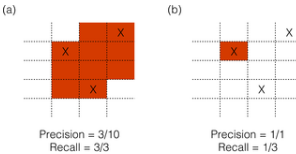 (a)
(b)
X
X
X
X
X
X
Precision = 3/10
Recall = 3/3
Precision = 1/1
Recall = 1/3